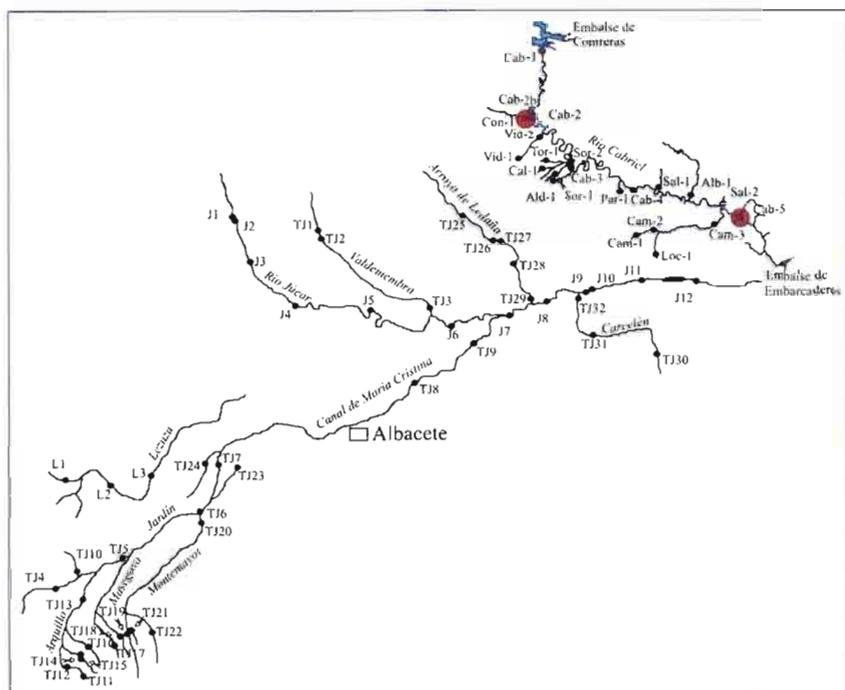 Embalse de
Contreras
Cab-1
Cab-2b
Cab-2
Con-1
Vid-2
Río Cabriel
Tor-1
Sor-2
Vid-1
Cal-1
Cab-3
Ald-1
Sor-1
Par-1
Cab-4
Sal-1
Alb-1
Sal-2
Cab-5
Cam-2
Cam-1
Cam-3
Loc-1
Embalse de
Embarcaderos
Arroyo de Ledaña
TJ25
TJ26
TJ27
TJ28
TJ29
J1
J2
J3
TJ1
TJ2
Valdemembra
Río Júcar
J4
J5
TJ3
J6
J7
J8
J9
J10
J11
J12
TJ32
Carcelén
TJ31
TJ30
TJ9
TJ8
Canal de María Cristina
Albacete
Lezuza
L1
L2
L3
TJ24
TJ7
TJ23
TJ6
TJ20
Jardín
TJ5
Masegoso
Montemayor
TJ10
TJ4
TJ13
Arquillo
TJ19
TJ21
TJ18
TJ22
TJ16
TJ17
TJ14
TJ15
TJ12
TJ11